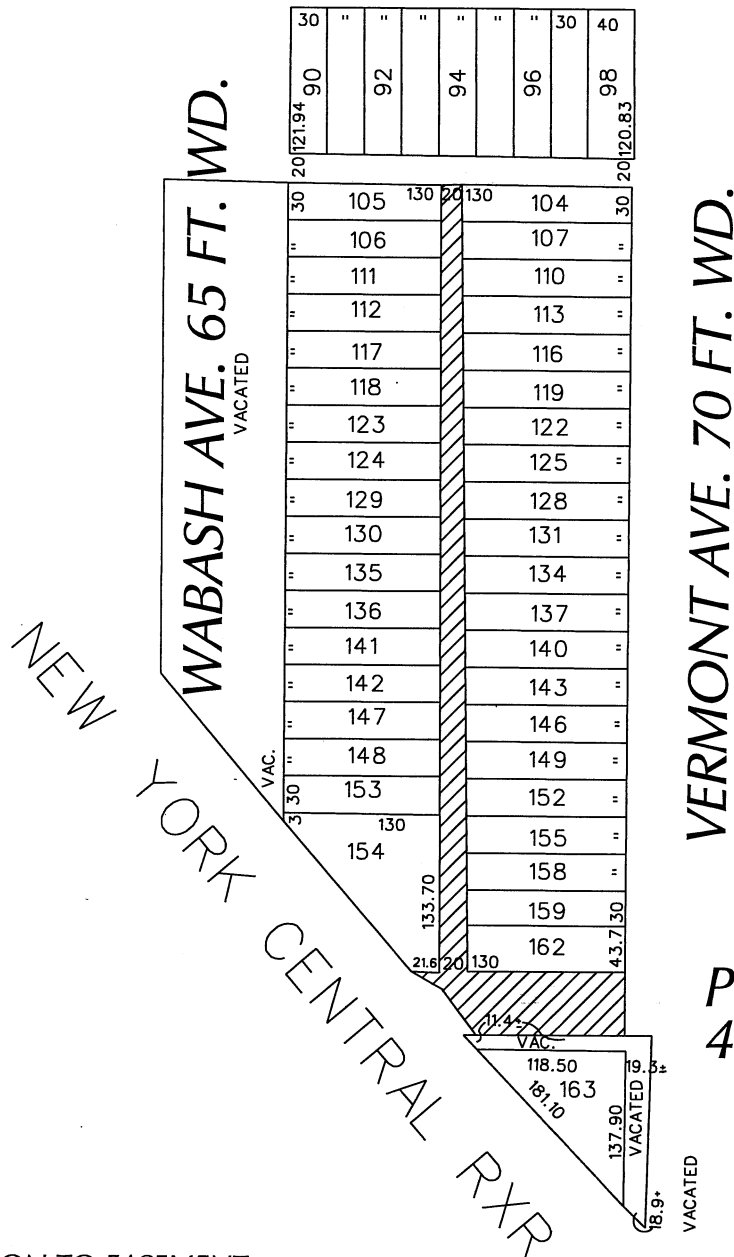 30 " " " " " 30 40
90 92 94 96 98
121.94 120.83
20 20
WABASH AVE. 65 FT. WD.
VACATED
VERMONT AVE. 70 FT. WD.
30 105 130 20 130 104 30
" 106 107 "
" 111 110 "
" 112 113 "
" 117 116 "
" 118 119 "
" 123 122 "
" 124 125 "
" 129 128 "
" 130 131 "
" 135 134 "
" 136 137 "
" 141 140 "
" 142 143 "
" 147 146 "
" 148 149 "
VAC.
30 153 152 "
3 130 155 "
154 158 "
133.70 159 30
162 43.7
21.6 20 130
NEW YORK CENTRAL RXR
P
4
11.4±
VAC.
118.50 19.3±
163
181.10
137.90
VACATED
18.9±
VACATED